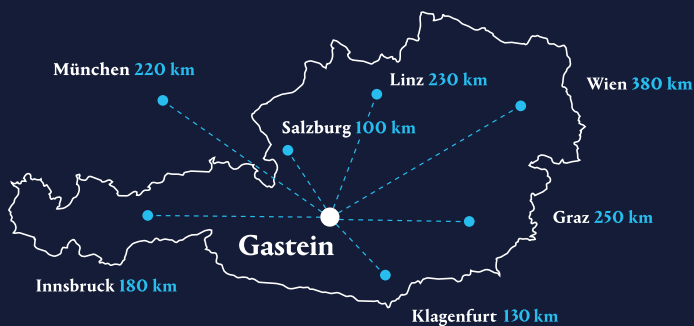 München 220 km
Linz 230 km
Wien 380 km
Salzburg 100 km
Graz 250 km
Gastein
Innsbruck 180 km
Klagenfurt 130 km